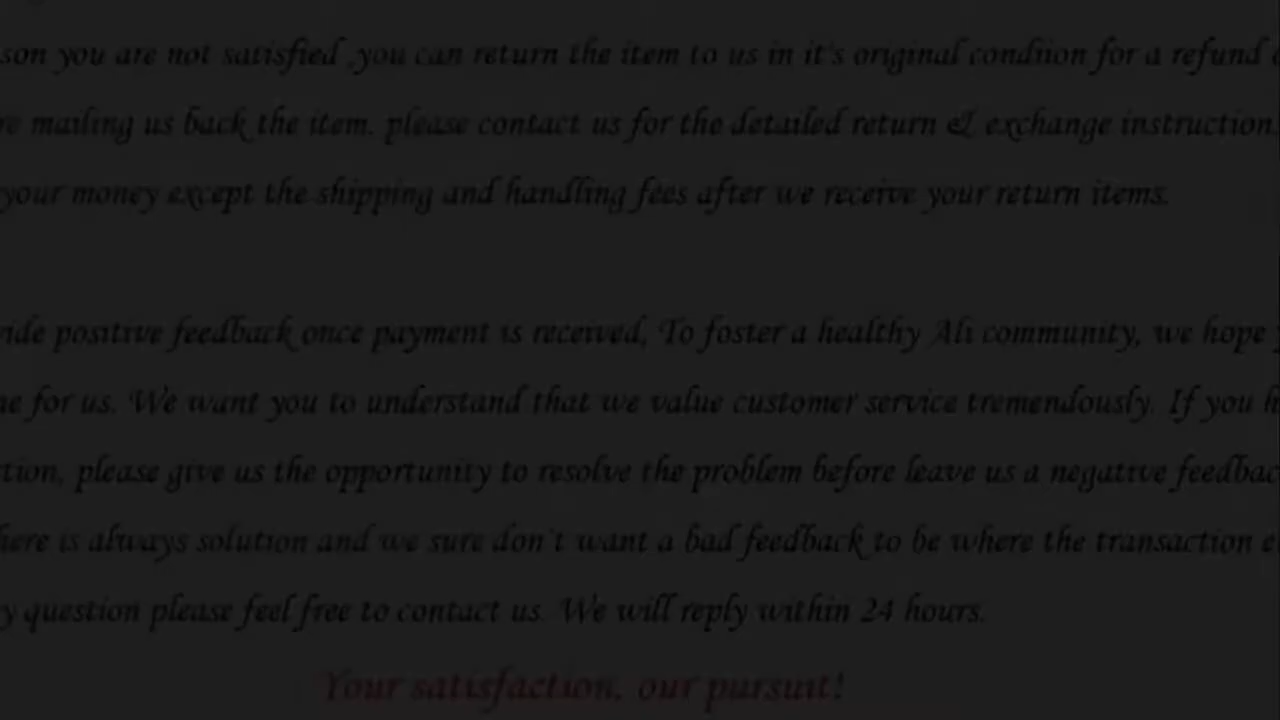 son you are not satisfied ,you can return the item to us in it's original condiion for a refund
mailing us back the item. please contact us for the detailed return & exchange instruction.
your money except the shipping and handling fees after we receive your return items.
ride positive feedback once payment is received, To foster a healthy Ali community, we hope
for us. We want you to understand that we value customer service tremendously. If you
tion, please give us the opportunity to resolve the problem before leave us a negative feedbac
here is always solution and we sure don't want a bad feedback to be where the transaction
y question please feel free to contact us. We will reply within 24 hours.
Your satisfaction, our pursuit!